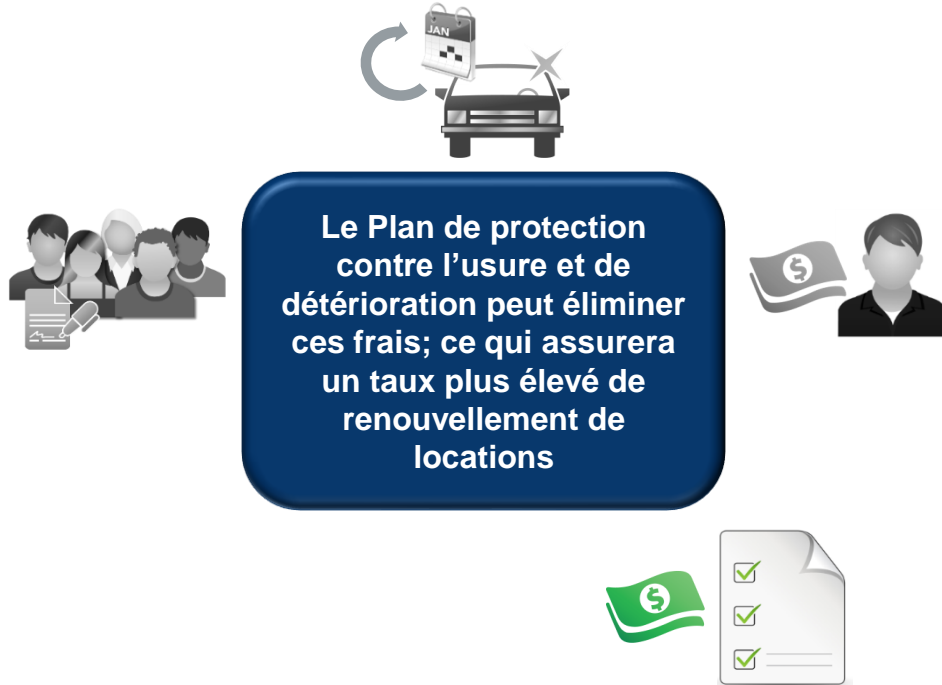 JAN
Le Plan de protection
contre l’usure et de
détérioration peut éliminer
ces frais; ce qui assurera
un taux plus élevé de
renouvellement de
locations
$
$